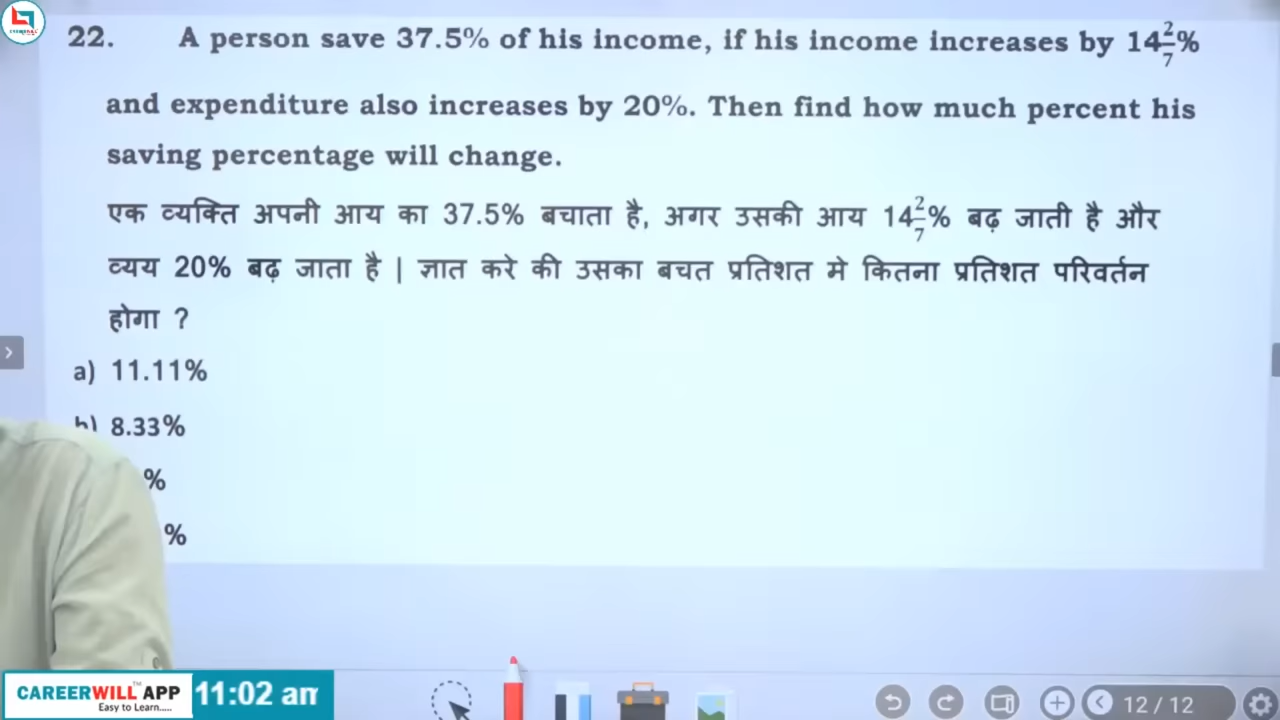 22. A person save 37.5% of his income, if his income increases by 14 2/7%
and expenditure also increases by 20%. Then find how much percent his
saving percentage will change.
एक व्यक्ति अपनी आय का 37.5% बचाता है, अगर उसकी आय 14 2/7% बढ़ जाती है और
व्यय 20% बढ़ जाता है | ज्ञात करे की उसका बचत प्रतिशत मे कितना प्रतिशत परिवर्तन
होगा ?
a) 11.11%
8.33%
%
%
CAREERWILL APP
Easy to Learn.....
11:02 am
12 / 12